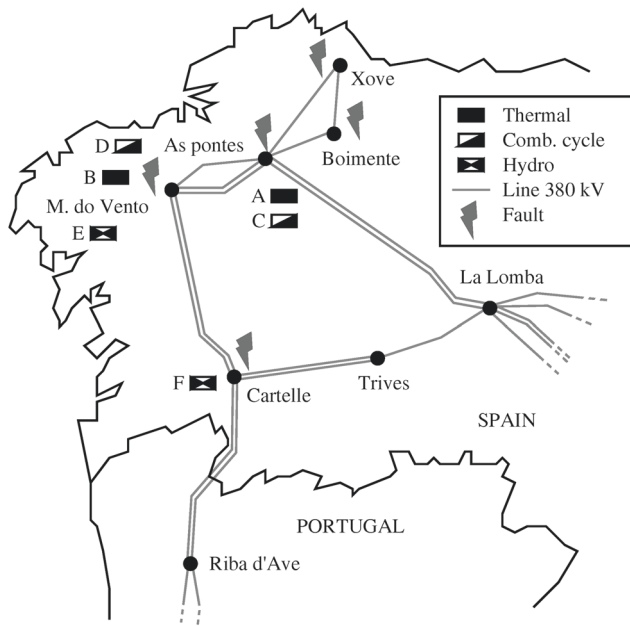 Xove
Thermal
Comb. cycle
Hydro
Line 380 kV
Fault
D
As pontes
Boimente
B
M. do Vento
A
C
E
La Lomba
F
Cartelle
Trives
SPAIN
PORTUGAL
Riba d'Ave